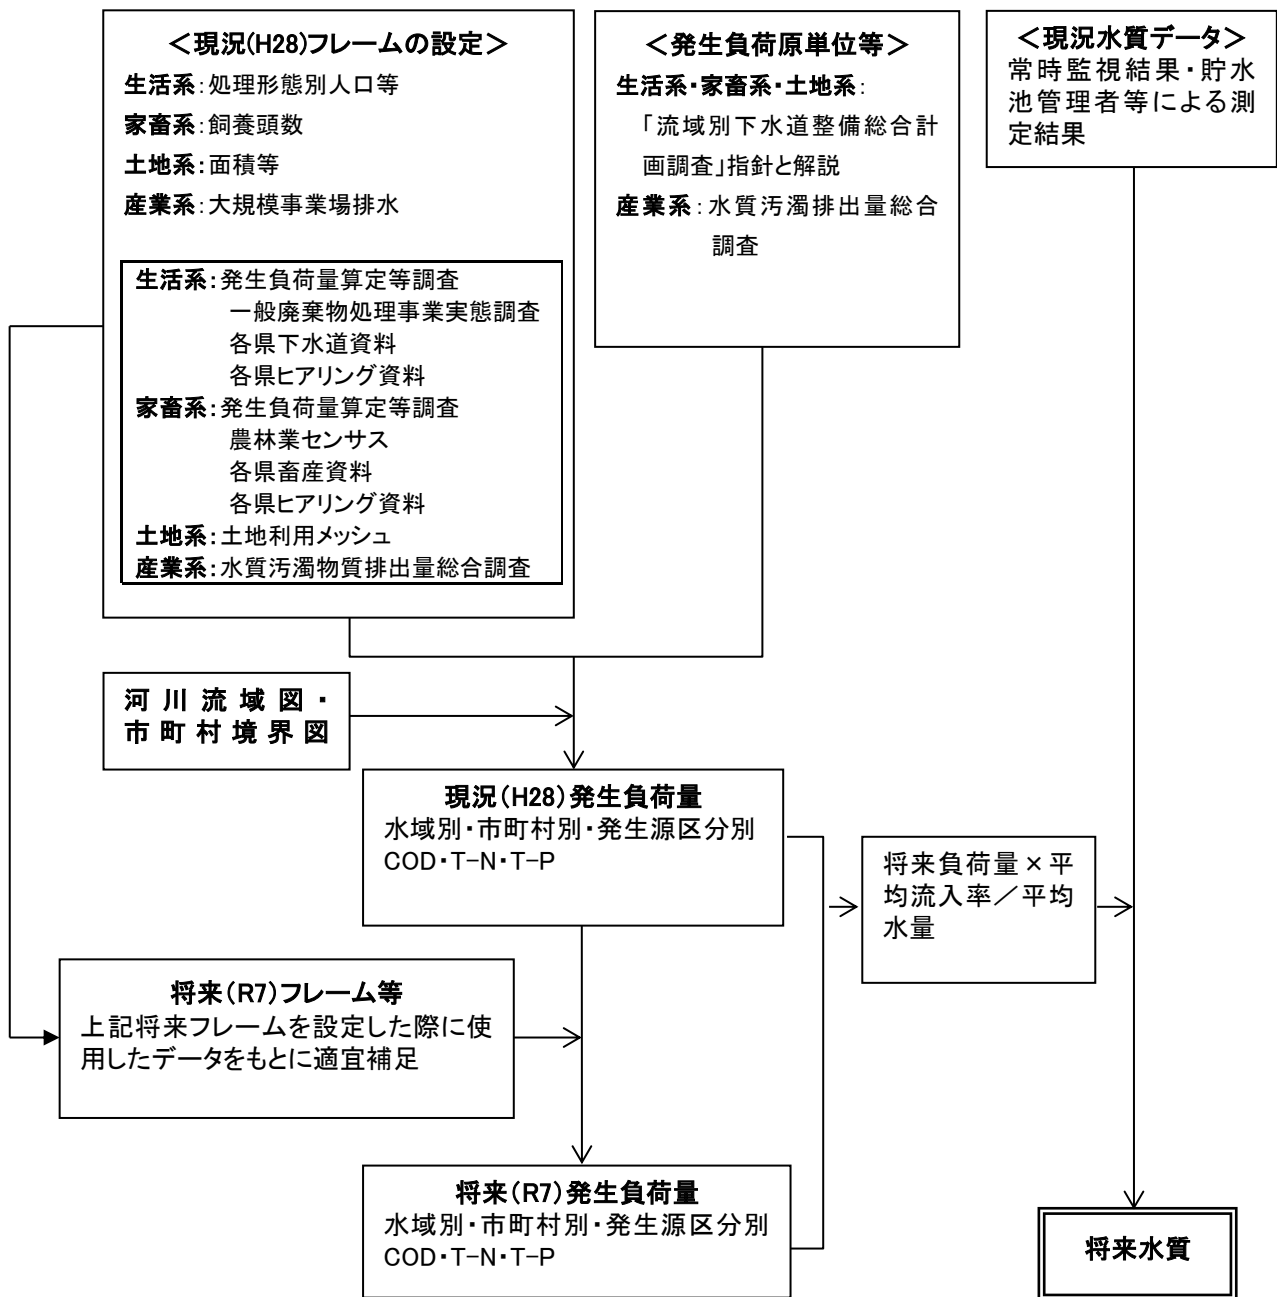 ＜現況(H28)フレームの設定＞
生活系：処理形態別人口等
家畜系：飼養頭数
土地系：面積等
産業系：大規模事業場排水
生活系：発生負荷量算定等調査
一般廃棄物処理事業実態調査
各県下水道資料
各県ヒアリング資料
家畜系：発生負荷量算定等調査
農林業センサス
各県畜産資料
各県ヒアリング資料
土地系：土地利用メッシュ
産業系：水質汚濁物質排出量総合調査
＜発生負荷原単位等＞
生活系・家畜系・土地系：
「流域別下水道整備総合計
画調査」指針と解説
産業系：水質汚濁排出量総合
調査
＜現況水質データ＞
常時監視結果・貯水
池管理者等による測
定結果
河川流域図・
市町村境界図
現況（H28）発生負荷量
水域別・市町村別・発生源区分別
COD・T-N・T-P
将来負荷量×平
均流入率／平均
水量
将来（R7）フレーム等
上記将来フレームを設定した際に使
用したデータをもとに適宜補足
将来（R7）発生負荷量
水域別・市町村別・発生源区分別
COD・T-N・T-P
将来水質